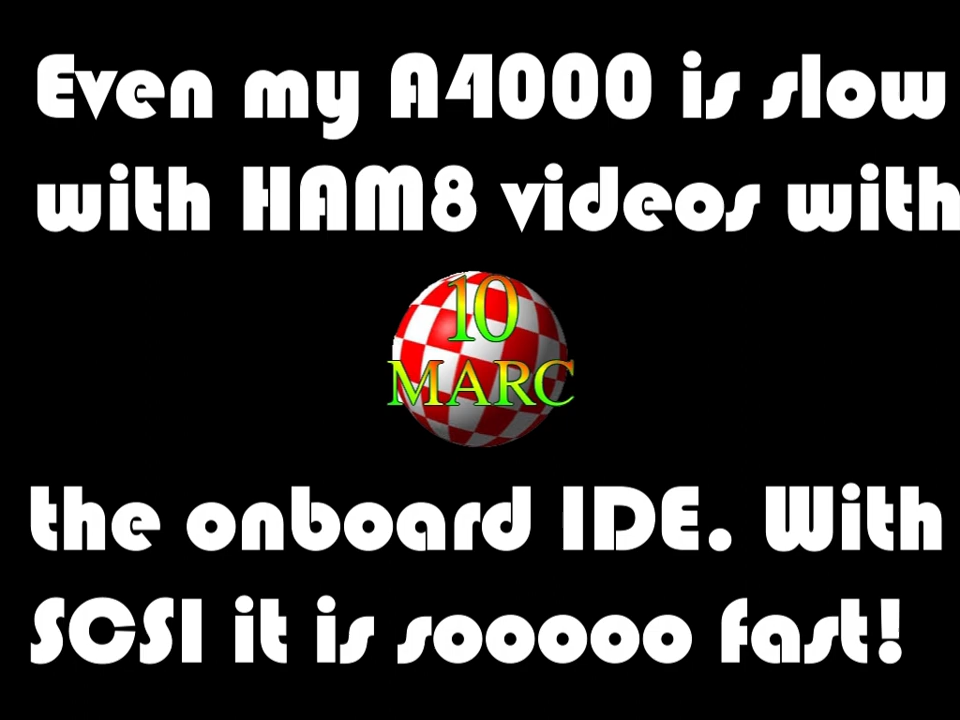 Even my A4000 is slow
with HAM8 videos with
10
MARC
the onboard IDE. With
SCSI it is sooooo fast!